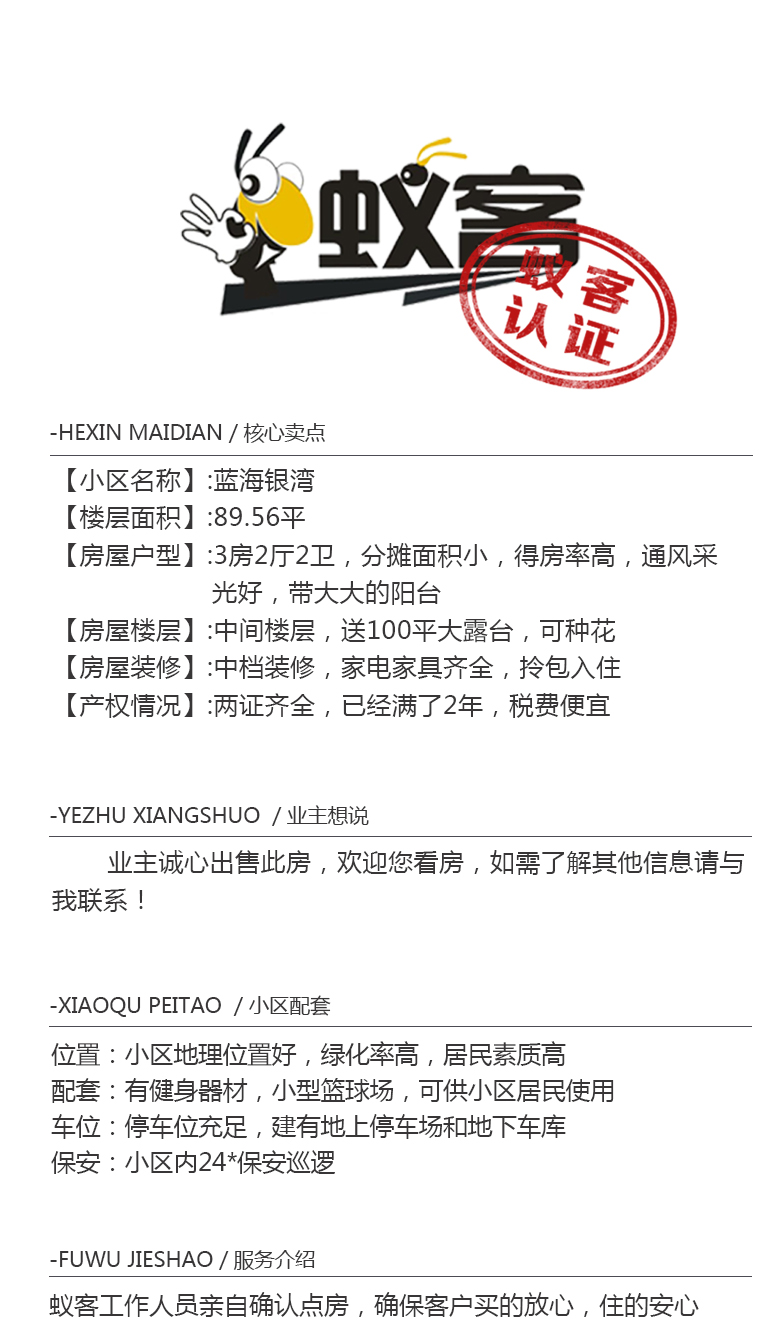 蚁客
蚁客
认证
-HEXIN MAIDIAN / 核心卖点
【小区名称】:蓝海银湾
【楼层面积】:89.56平
【房屋户型】:3房2厅2卫，分摊面积小，得房率高，通风采
光好，带大大的阳台
【房屋楼层】:中间楼层，送100平大露台，可种花
【房屋装修】:中档装修，家电家具齐全，拎包入住
【产权情况】:两证齐全，已经满了2年，税费便宜
-YEZHU XIANGSHUO / 业主想说
业主诚心出售此房，欢迎您看房，如需了解其他信息请与
我联系！
-XIAOQU PEITAO / 小区配套
位置：小区地理位置好，绿化率高，居民素质高
配套：有健身器材，小型篮球场，可供小区居民使用
车位：停车位充足，建有地上停车场和地下车库
保安：小区内24*保安巡逻
-FUWU JIESHAO / 服务介绍
蚁客工作人员亲自确认点房，确保客户买的放心，住的安心